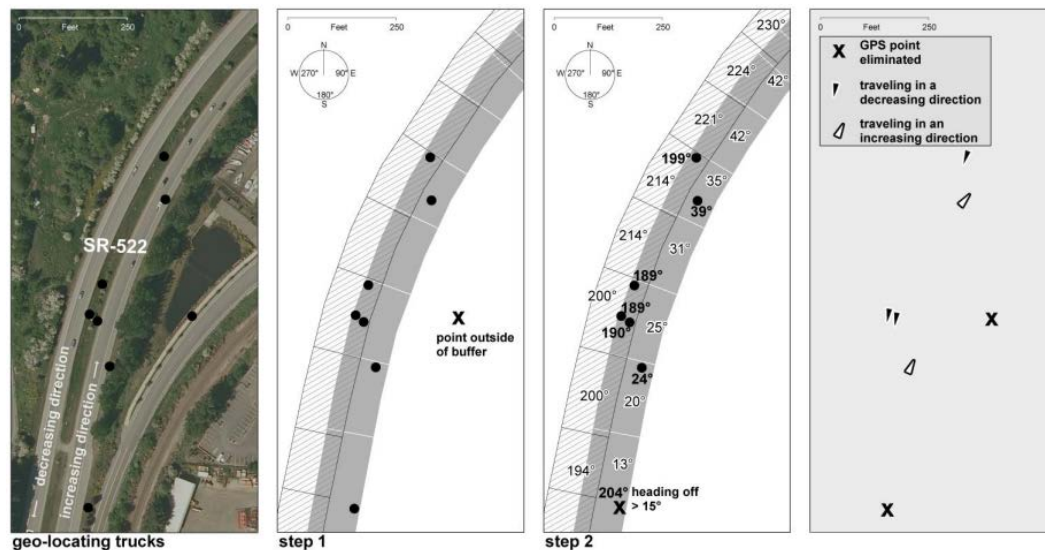 0 Feet 250
SR-522
← decreasing direction
increasing direction →
geo-locating trucks
0 Feet 250
N
W 270° 90° E
180°
S
X
point outside
of buffer
step 1
0 Feet 250
N
W 270° 90° E
180°
S
230°
224°
42°
221°
42°
199°
214°
35°
39°
214°
31°
189°
200°
189°
190°
25°
24°
200°
20°
194°
13°
204° heading off
X > 15°
step 2
0 Feet 250
X GPS point
eliminated
traveling in a
decreasing direction
traveling in an
increasing direction
X
X